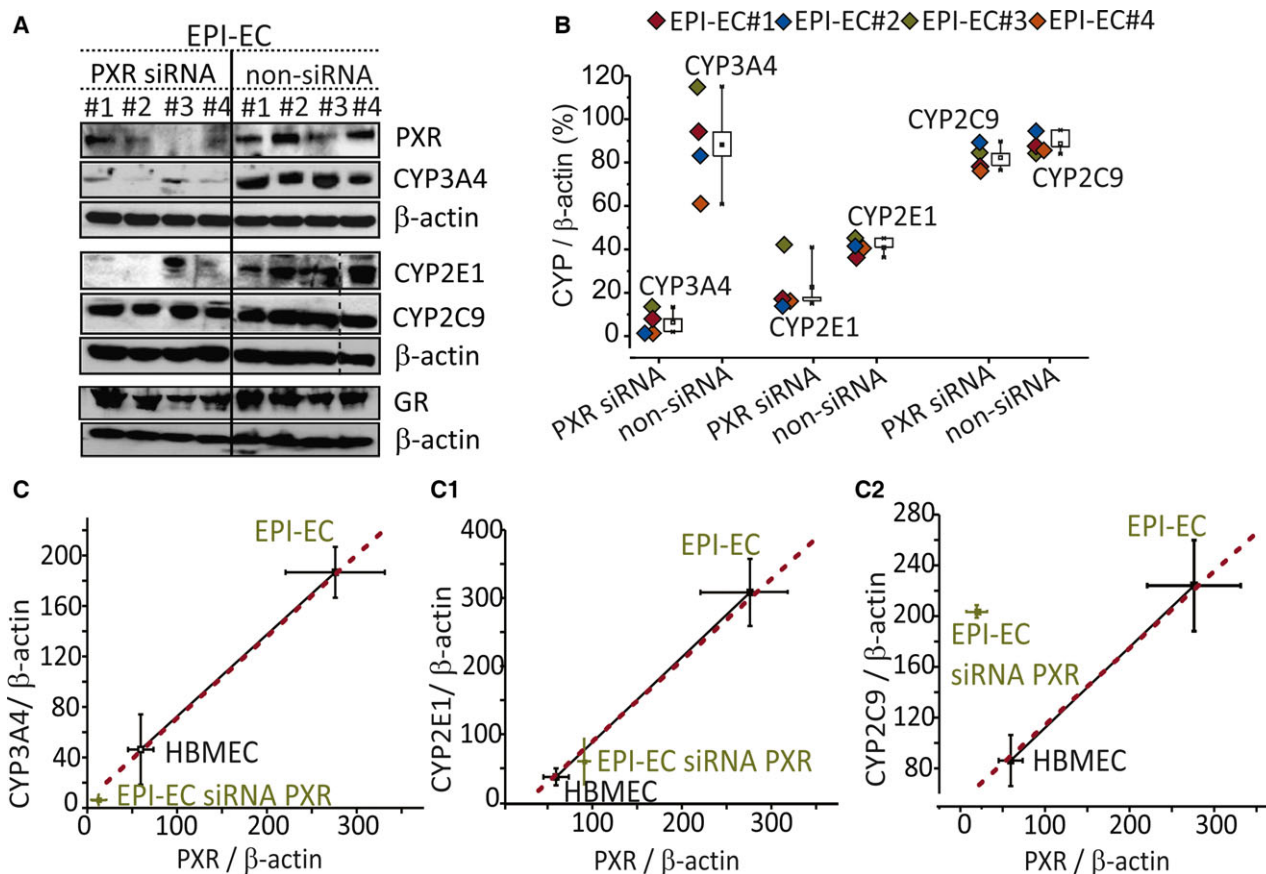 A
EPI-EC
PXR siRNA non-siRNA
#1 #2 #3 #4 #1 #2 #3 #4
PXR
CYP3A4
β-actin
CYP2E1
CYP2C9
β-actin
GR
β-actin
B
EPI-EC#1 EPI-EC#2 EPI-EC#3 EPI-EC#4
CYP / β-actin (%)
120
100
80
60
40
20
0
CYP3A4
CYP3A4
CYP2E1
CYP2E1
CYP2C9
CYP2C9
PXR siRNA
non-siRNA
PXR siRNA
non-siRNA
PXR siRNA
non-siRNA
C
CYP3A4/ β-actin
200
160
120
80
40
0
EPI-EC
HBMEC
EPI-EC siRNA PXR
0 50 100 150 200 250 300
PXR / β-actin
C1
CYP2E1/ β-actin
400
300
200
100
0
EPI-EC
EPI-EC siRNA PXR
HBMEC
100 200 300
PXR / β-actin
C2
CYP2C9 / β-actin
280
240
200
160
120
80
EPI-EC
EPI-EC
siRNA PXR
HBMEC
0 50 100 150 200 250 300
PXR / β-actin